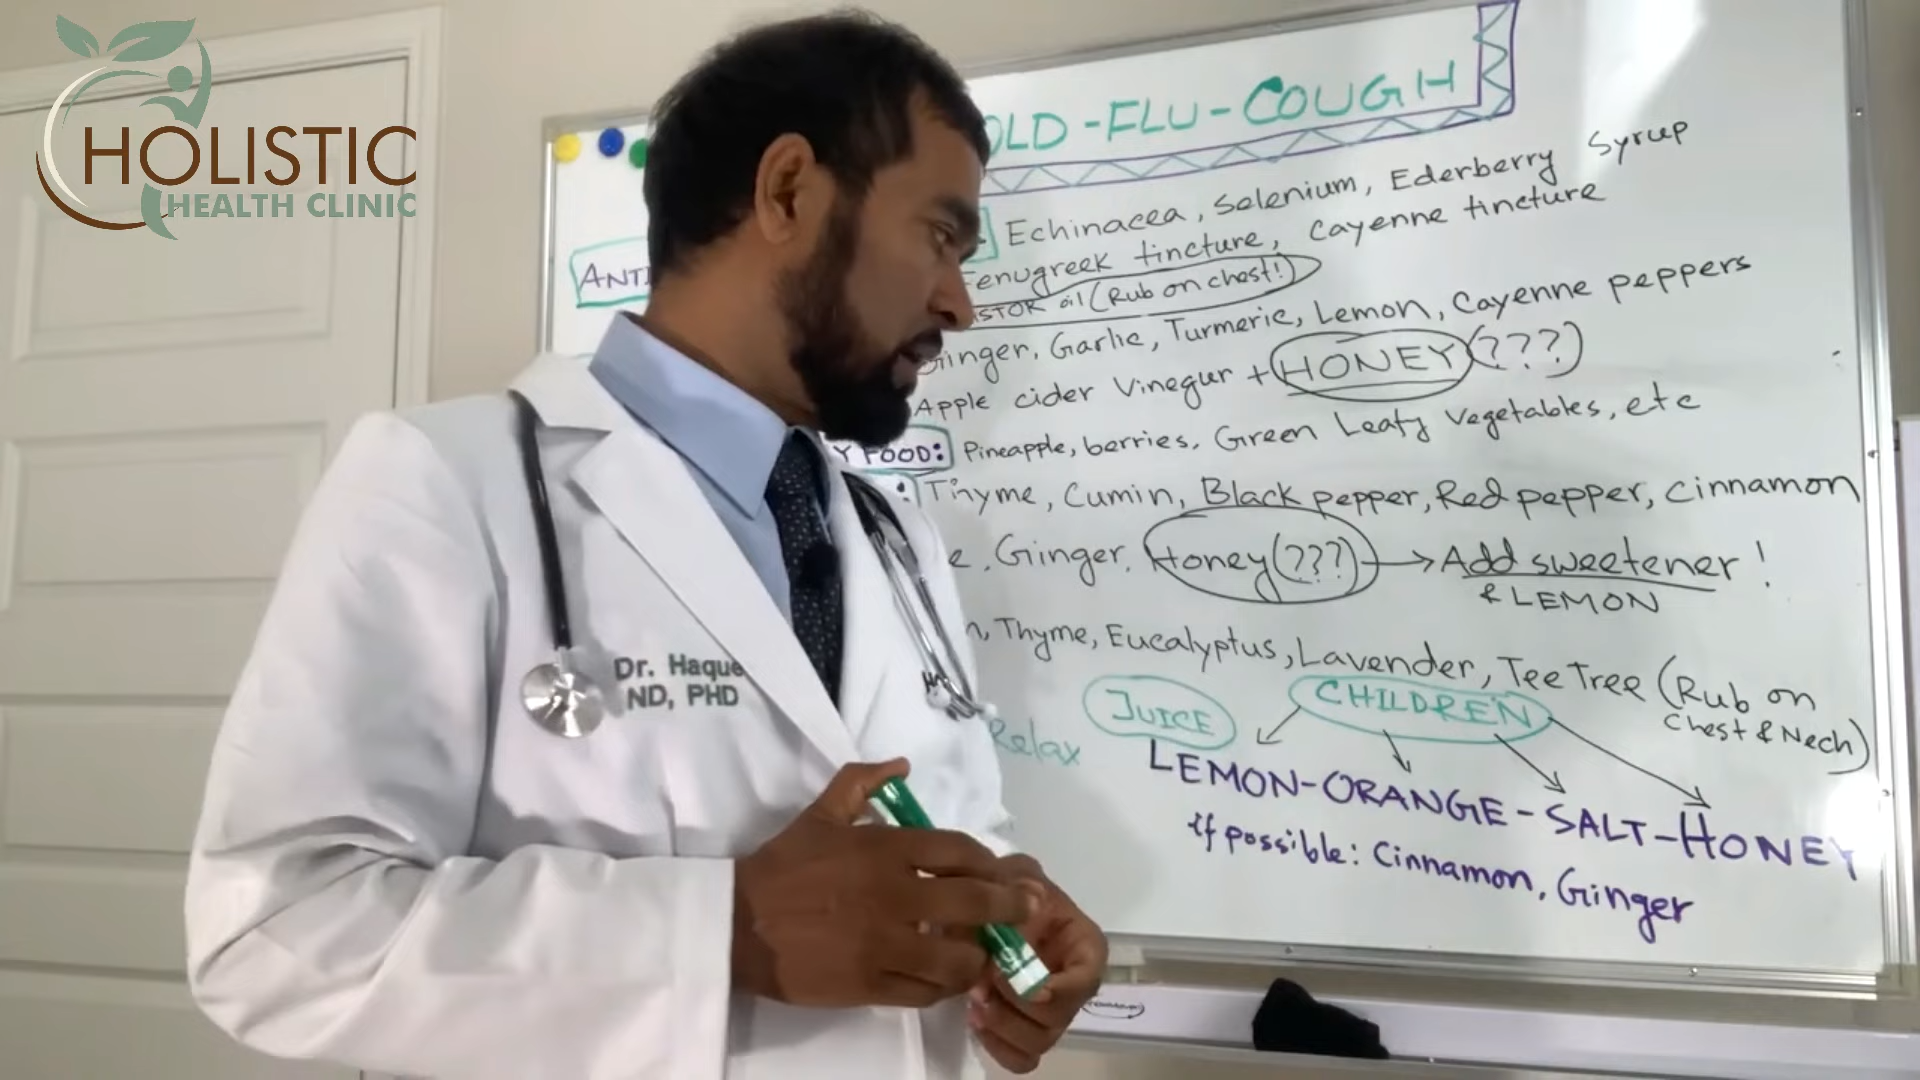 HOLISTIC
HEALTH CLINIC
OLD-FLU-COUGH
Echinacea, Selenium, Ederberry Syrup
ANTI
Fenugreek tincture, Cayenne tincture
STOR oil (Rub on chest!)
Ginger, Garlic, Turmeric, Lemon, Cayenne peppers
Apple cider Vinegur + HONEY (???)
Y FOOD: Pineapple, berries, Green Leafy Vegetables, etc
: Thyme, Cumin, Black pepper, Red pepper, Cinnamon
e, Ginger, Honey (???) → Add sweetener!
& LEMON
n, Thyme, Eucalyptus, Lavender, Tee Tree (Rub on
Chest & Nech)
Relax
JUICE
CHILDREN
LEMON-ORANGE-SALT-HONEY
if possible: Cinnamon, Ginger
Dr. Haque
ND, PHD